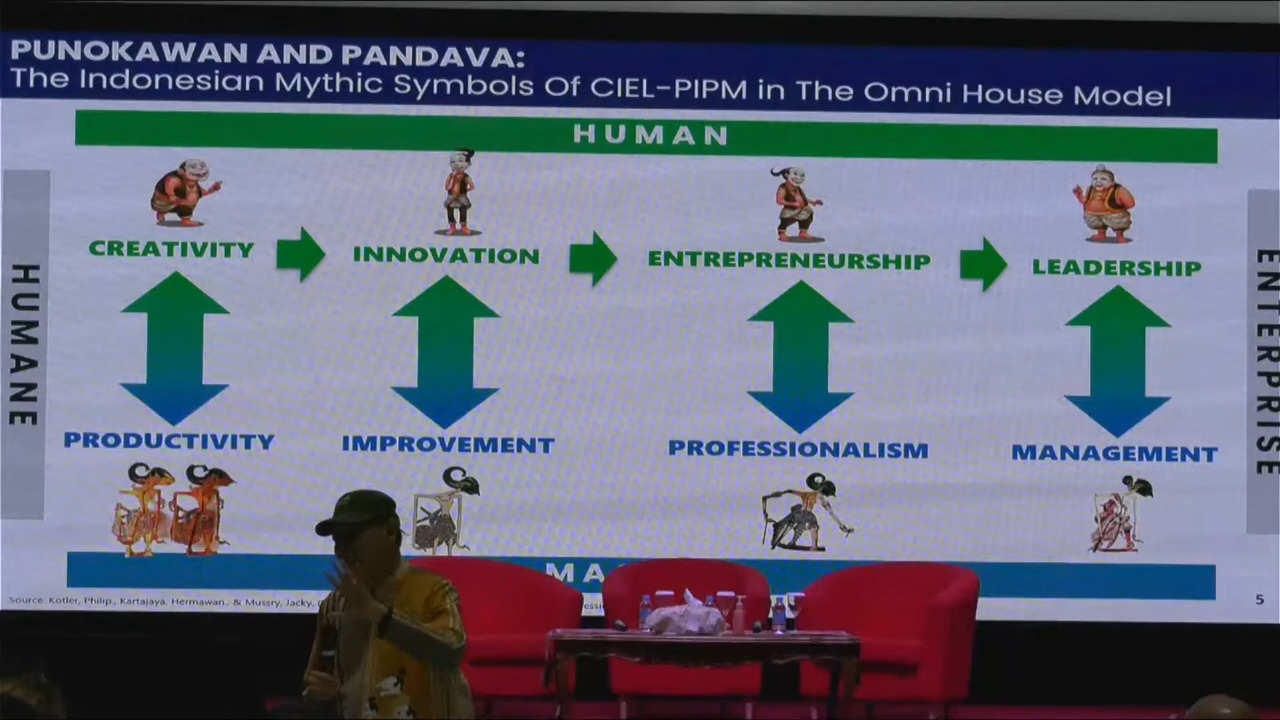 PUNOKAWAN AND PANDAVA:
The Indonesian Mythic Symbols Of CIEL-PIPM in The Omni House Model
HUMAN
HUMANE
CREATIVITY
INNOVATION
ENTREPRENEURSHIP
LEADERSHIP
ENTERPRISE
PRODUCTIVITY
IMPROVEMENT
PROFESSIONALISM
MANAGEMENT
MA
Source: Kotler, Philip., Kartajaya, Hermawan., & Mussry, Jacky,
5